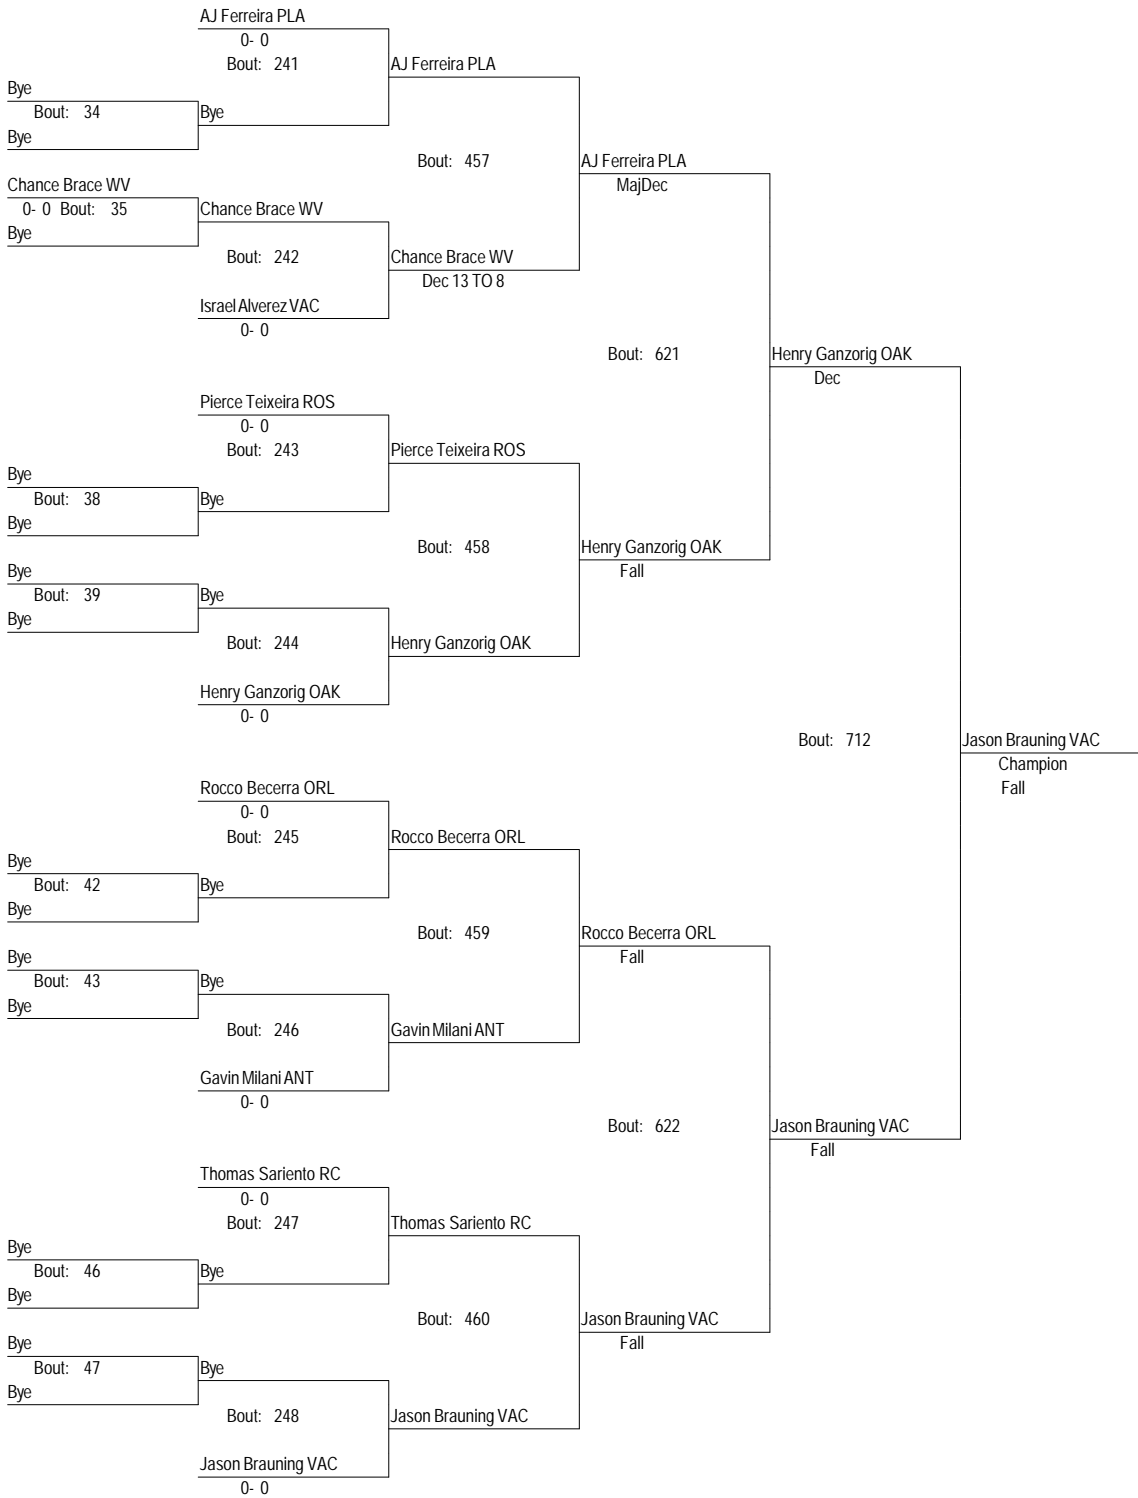 AJ Ferreira PLA
0- 0
Bout: 241
AJ Ferreira PLA
Bye
Bout: 34
Bye
Bye
Bout: 457
AJ Ferreira PLA
MajDec
Chance Brace WV
0- 0 Bout: 35
Chance Brace WV
Bye
Bout: 242
Chance Brace WV
Dec 13 TO 8
Israel Alverez VAC
0- 0
Bout: 621
Henry Ganzorig OAK
Dec
Pierce Teixeira ROS
0- 0
Bout: 243
Pierce Teixeira ROS
Bye
Bout: 38
Bye
Bye
Bout: 458
Henry Ganzorig OAK
Fall
Bye
Bout: 39
Bye
Bye
Bout: 244
Henry Ganzorig OAK
Henry Ganzorig OAK
0- 0
Bout: 712
Jason Brauning VAC
Champion
Fall
Rocco Becerra ORL
0- 0
Bout: 245
Rocco Becerra ORL
Bye
Bout: 42
Bye
Bye
Bout: 459
Rocco Becerra ORL
Fall
Bye
Bout: 43
Bye
Bye
Bout: 246
Gavin Milani ANT
Gavin Milani ANT
0- 0
Bout: 622
Jason Brauning VAC
Fall
Thomas Sariento RC
0- 0
Bout: 247
Thomas Sariento RC
Bye
Bout: 46
Bye
Bye
Bout: 460
Jason Brauning VAC
Fall
Bye
Bout: 47
Bye
Bye
Bout: 248
Jason Brauning VAC
Jason Brauning VAC
0- 0